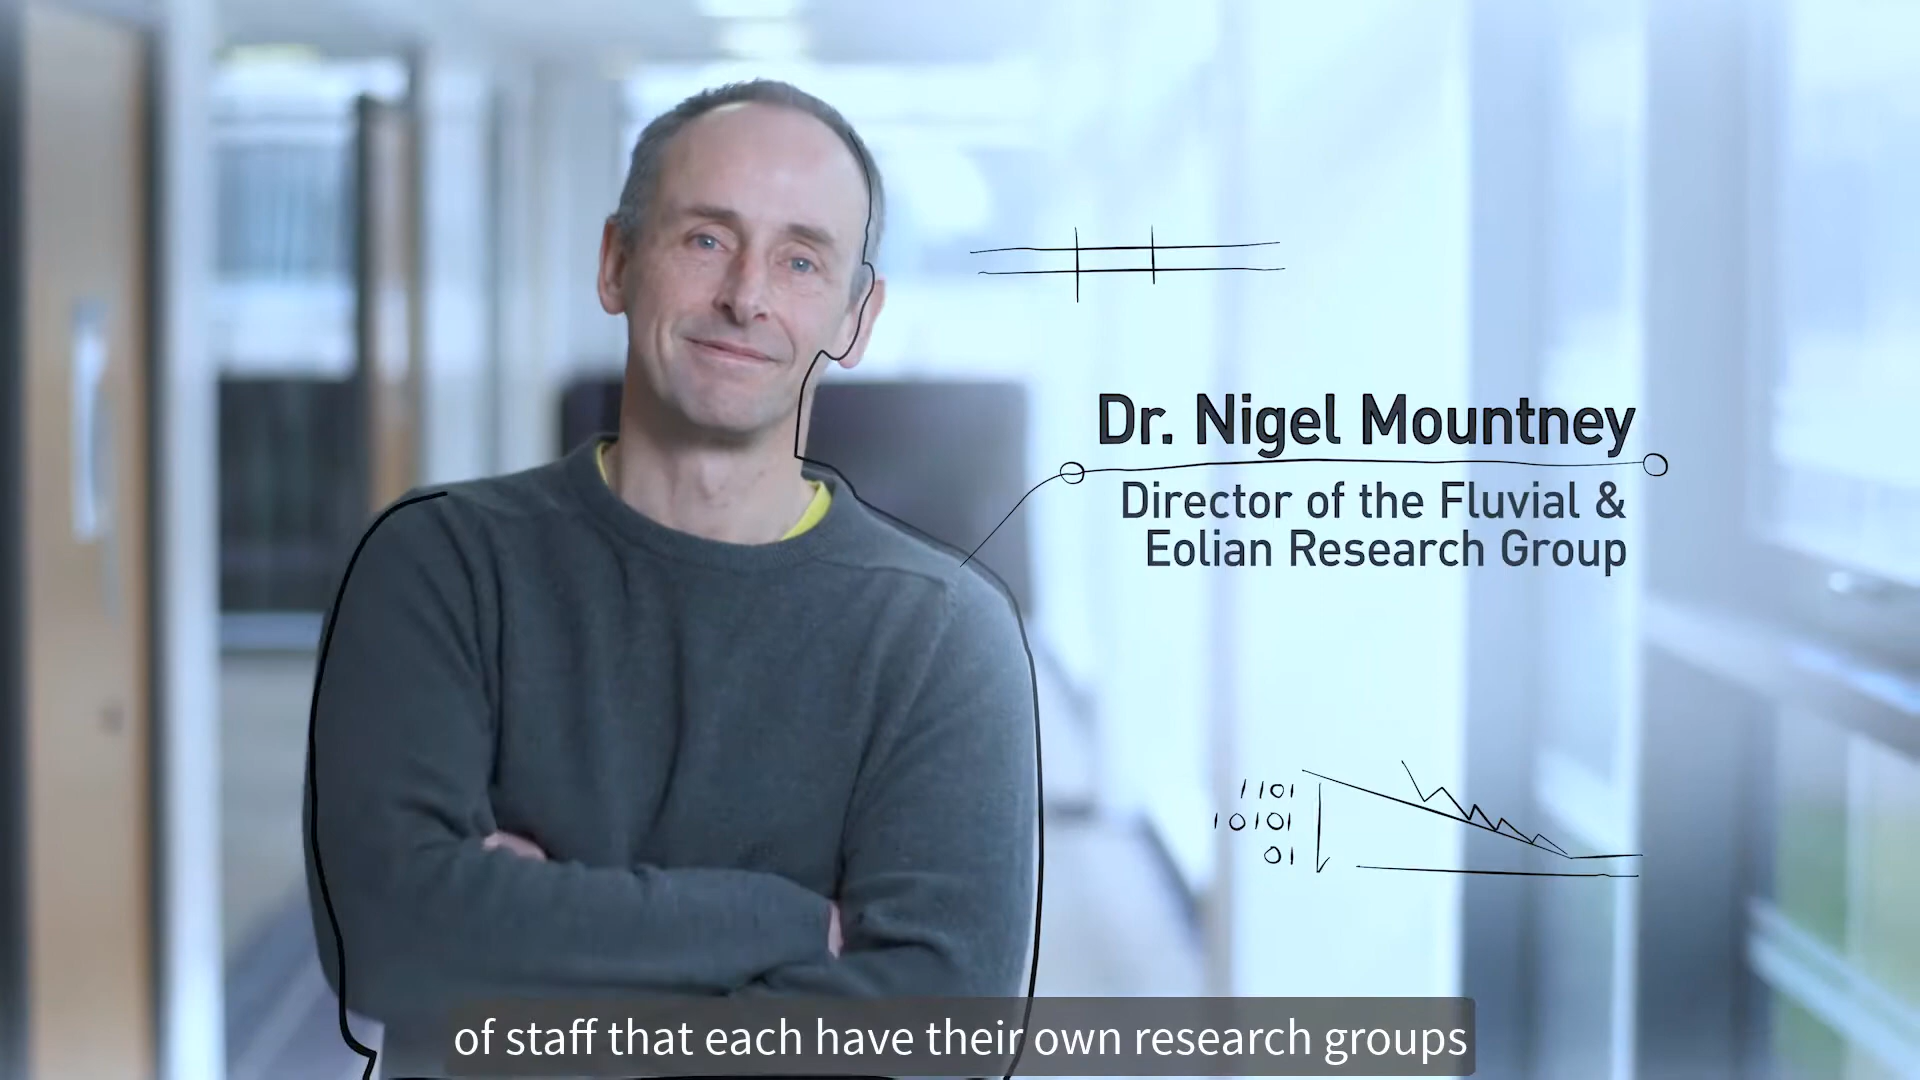 Dr. Nigel Mountney
Director of the Fluvial &
Eolian Research Group
1101
10101
01
of staff that each have their own research groups